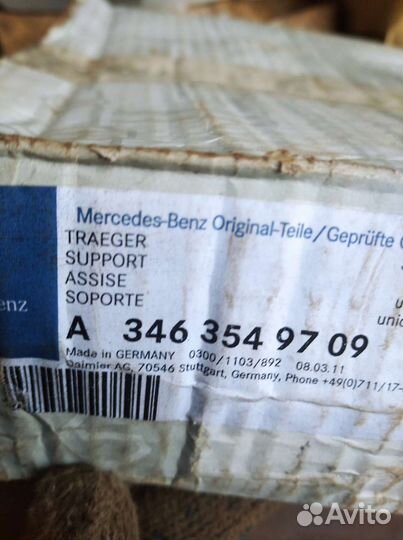 Mercedes-Benz Original-Teile/Geprüfte
TRAEGER
SUPPORT
ASSISE
SOPORTE
enz
A 346 354 97 09
Made in GERMANY 0300/1103/892 08.03.11
Daimler AG, 70546 Stuttgart, Germany, Phone +49(0)711/17-
Avito